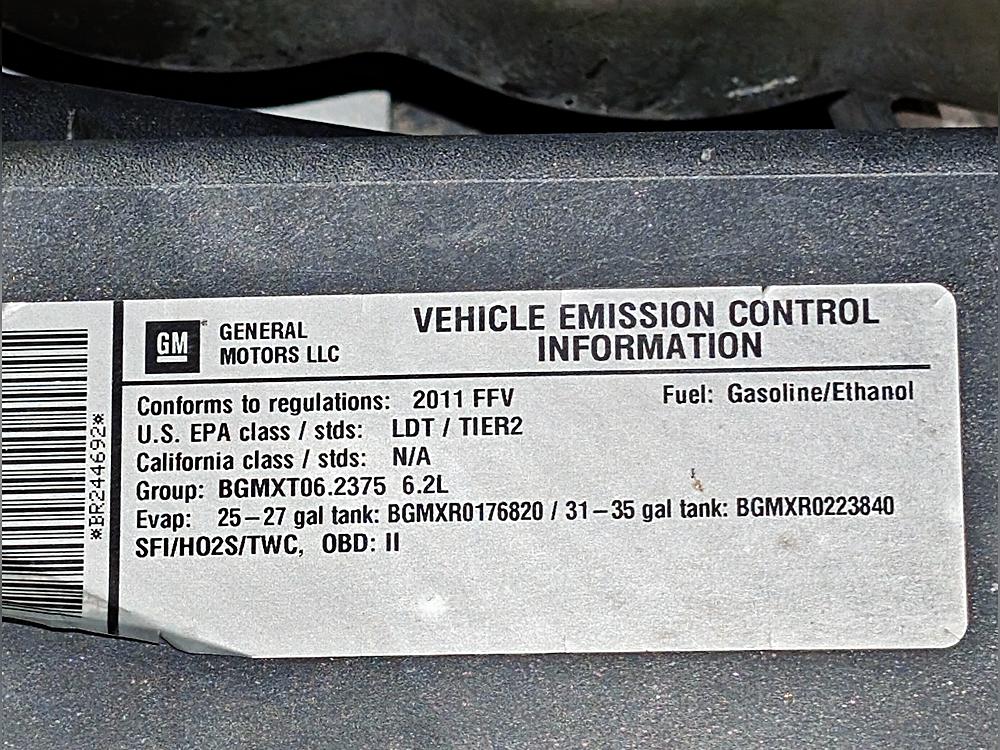 GM
GENERAL
MOTORS LLC
VEHICLE EMISSION CONTROL
INFORMATION
Conforms to regulations: 2011 FFV
Fuel: Gasoline/Ethanol
U.S. EPA class / stds: LDT / TIER2
California class / stds: N/A
Group: BGMXT06.2375 6.2L
Evap: 25–27 gal tank: BGMXR0176820 / 31–35 gal tank: BGMXR0223840
SFI/HO2S/TWC, OBD: II
*BR244692*